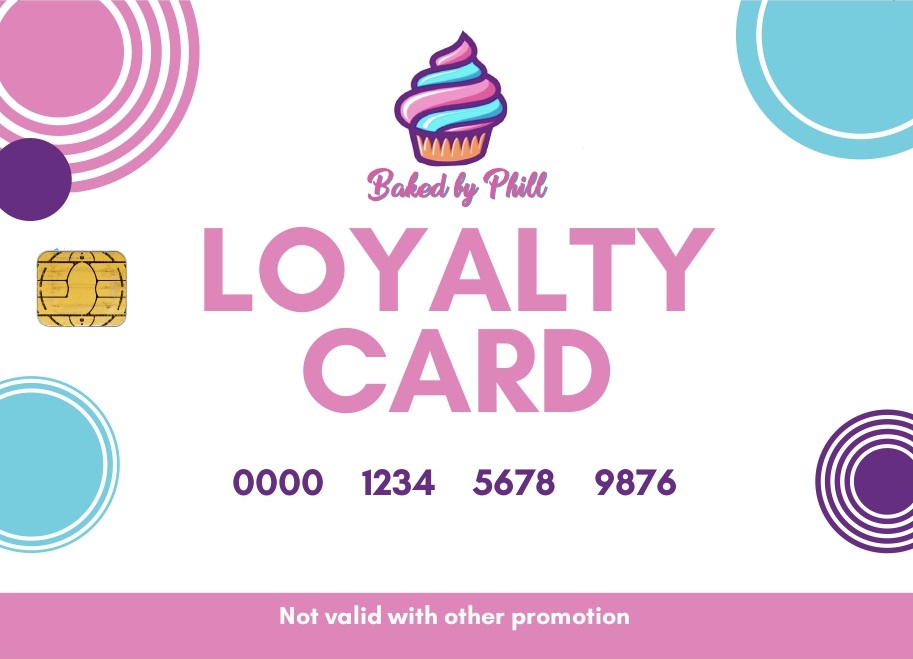 Baked by Phill
LOYALTY
CARD
0000 1234 5678 9876
Not valid with other promotion